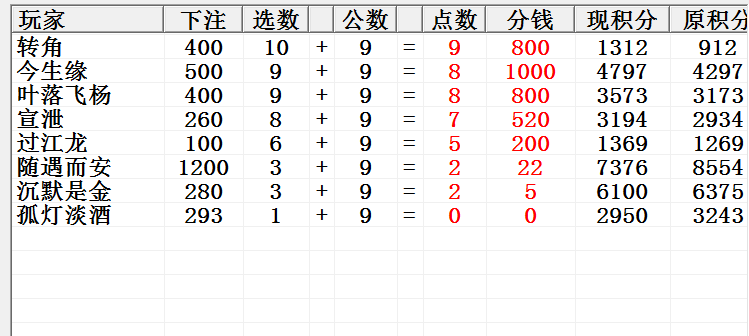 玩家 下注 选数 公数 点数 分钱 现积分 原积分
转角 400 10 + 9 = 9 800 1312 912
今生缘 500 9 + 9 = 8 1000 4797 4297
叶落飞杨 400 9 + 9 = 8 800 3573 3173
宣泄 260 8 + 9 = 7 520 3194 2934
过江龙 100 6 + 9 = 5 200 1369 1269
随遇而安 1200 3 + 9 = 2 22 7376 8554
沉默是金 280 3 + 9 = 2 5 6100 6375
孤灯淡酒 293 1 + 9 = 0 0 2950 3243